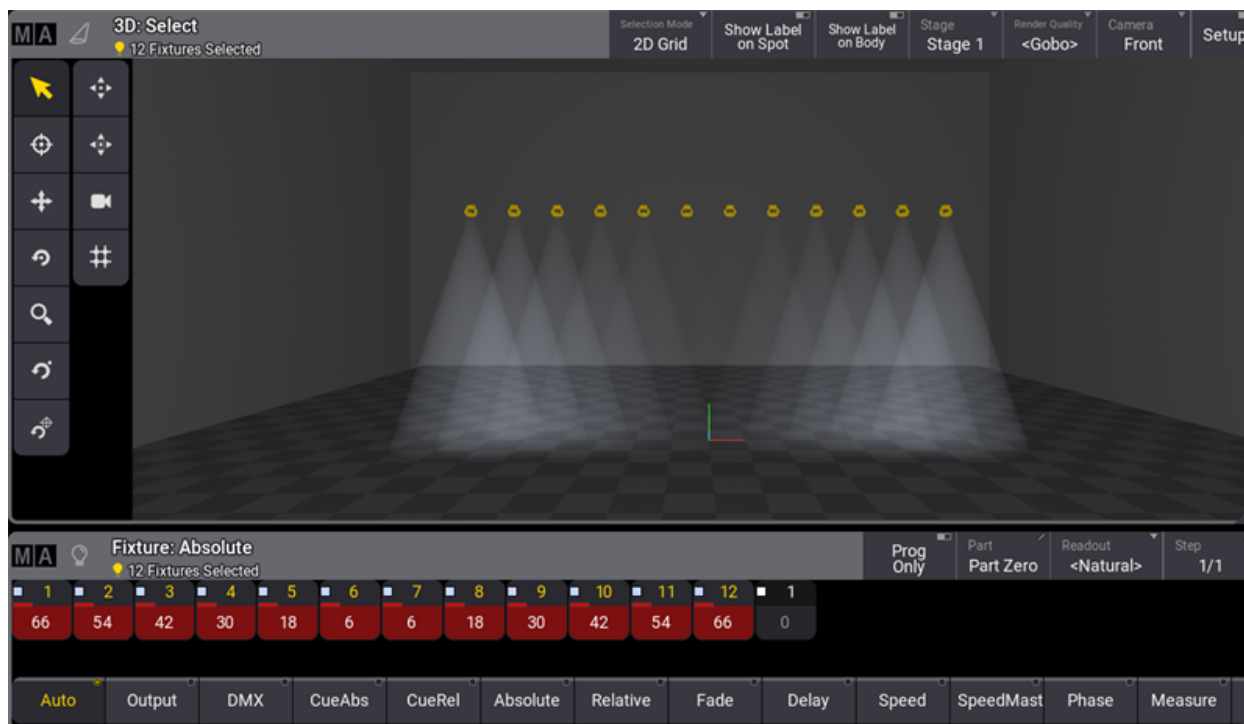 MA 3D: Select
12 Fixtures Selected
Selection Mode
2D Grid
Show Label
on Spot
Show Label
on Body
Stage
Stage 1
Render Quality
<Gobo>
Camera
Front
Setup
MA Fixture: Absolute
12 Fixtures Selected
Prog
Only
Part
Part Zero
Readout
<Natural>
Step
1/1
1 2 3 4 5 6 7 8 9 10 11 12 1
66 54 42 30 18 6 6 18 30 42 54 66 0
Auto Output DMX CueAbs CueRel Absolute Relative Fade Delay Speed SpeedMast Phase Measure